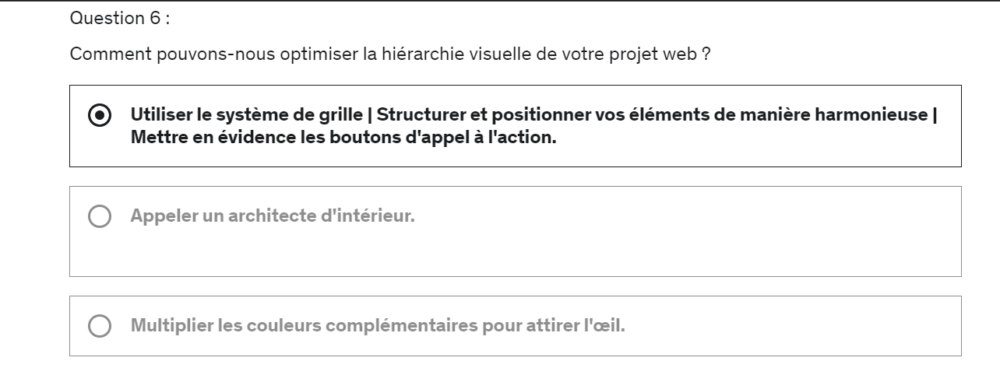 Question 6 :
Comment pouvons-nous optimiser la hiérarchie visuelle de votre projet web ?
Utiliser le système de grille | Structurer et positionner vos éléments de manière harmonieuse |
Mettre en évidence les boutons d'appel à l'action.
Appeler un architecte d'intérieur.
Multiplier les couleurs complémentaires pour attirer l'œil.